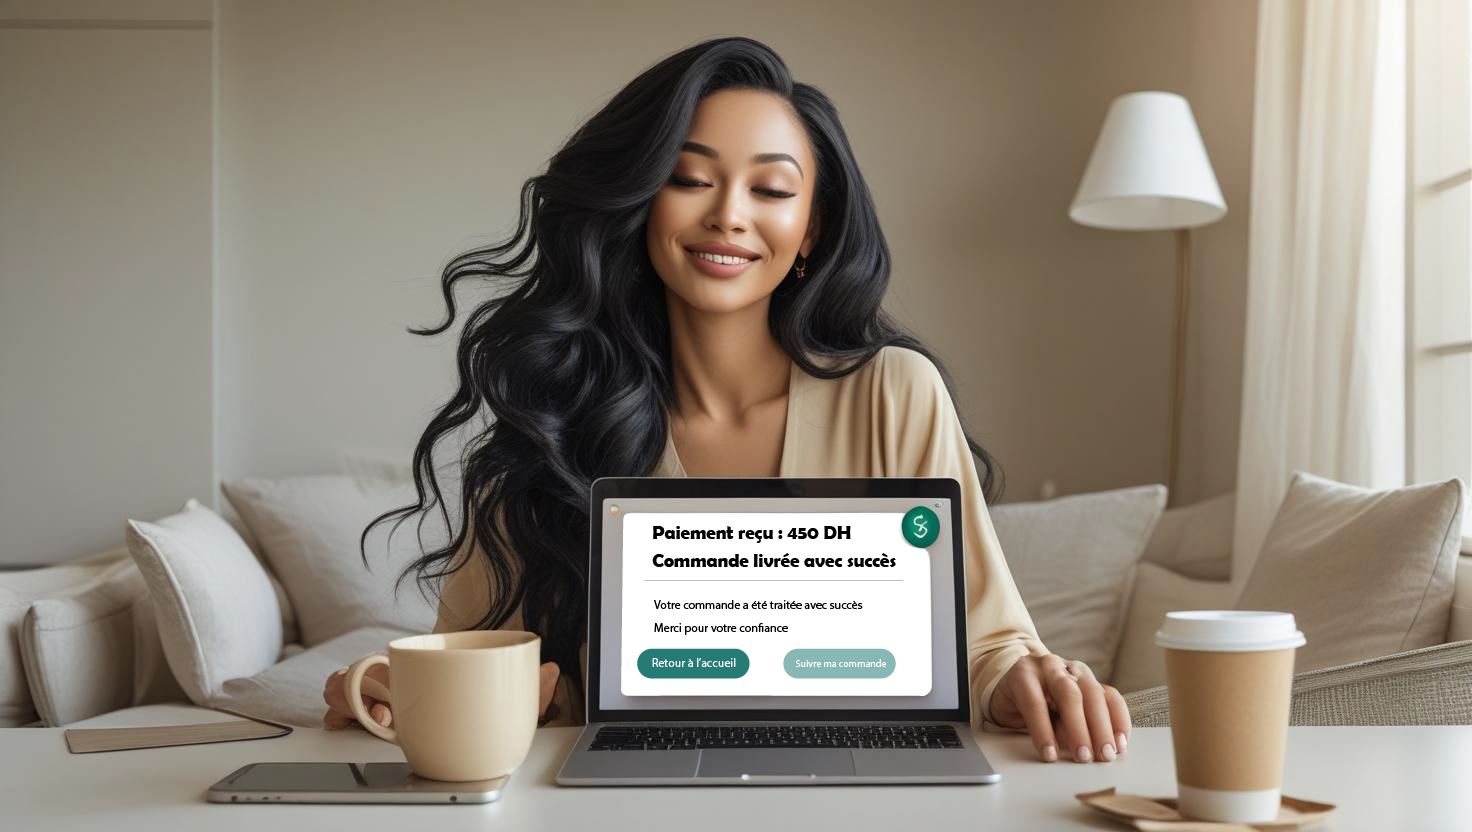 Paiement reçu : 450 DH
Commande livrée avec succès
Votre commande a été traitée avec succès
Merci pour votre confiance
Retour à l'accueil
Suivre ma commande